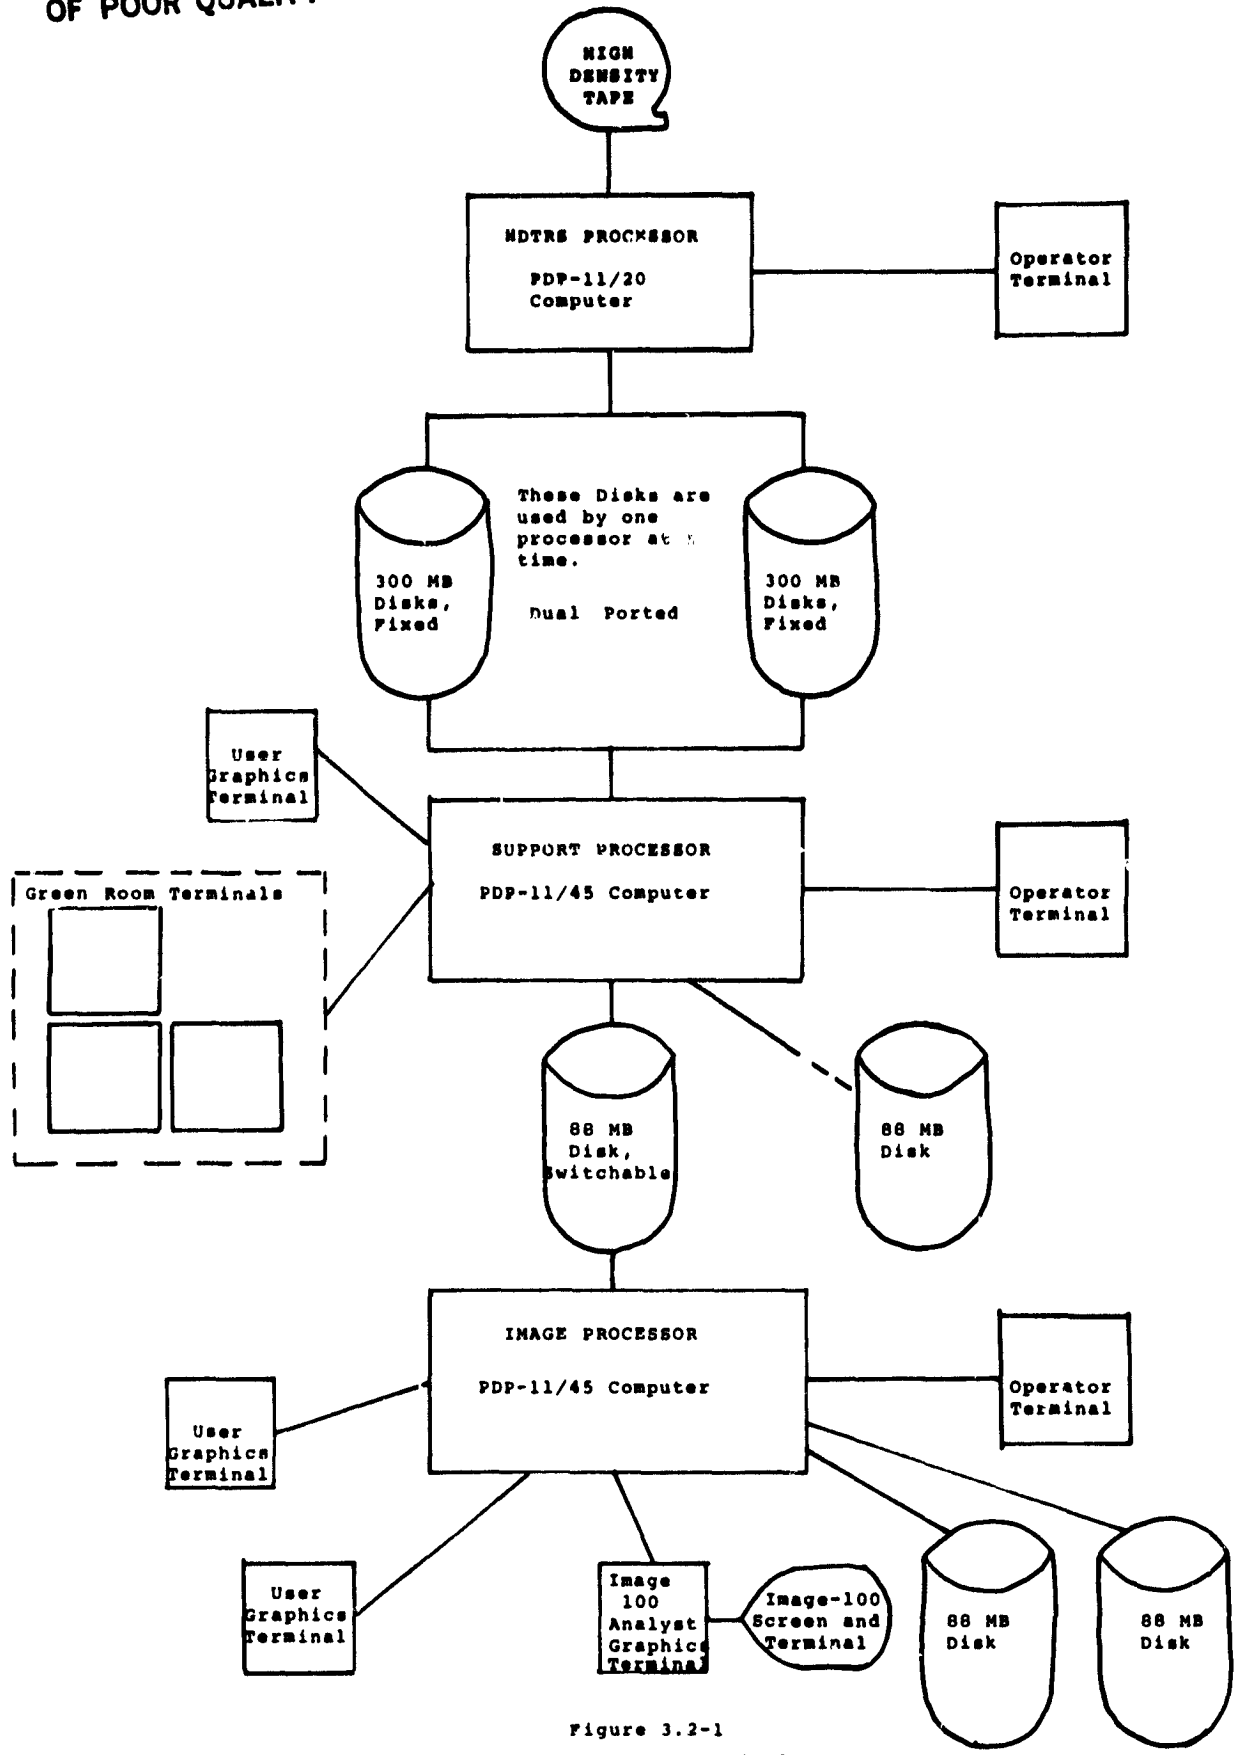 OF POOR
HIGH
DENSITY
TAPE
HDTRS PROCESSOR
PDP-11/20
Computer
Operator
Terminal
These Disks are
used by one
processor at
time.
Dual Ported
300 MB
Disks,
Fixed
300 MB
Disks,
Fixed
User
Graphics
Terminal
SUPPORT PROCESSOR
PDP-11/45 Computer
Operator
Terminal
Green Room Terminals
88 MB
Disk,
Switchable
88 MB
Disk
IMAGE PROCESSOR
PDP-11/45 Computer
Operator
Terminal
User
Graphics
Terminal
User
Graphics
Terminal
Image
100
Analyst
Graphics
Terminal
Image-100
Screen and
Terminal
88 MB
Disk
88 MB
Disk
Figure 3.2-1